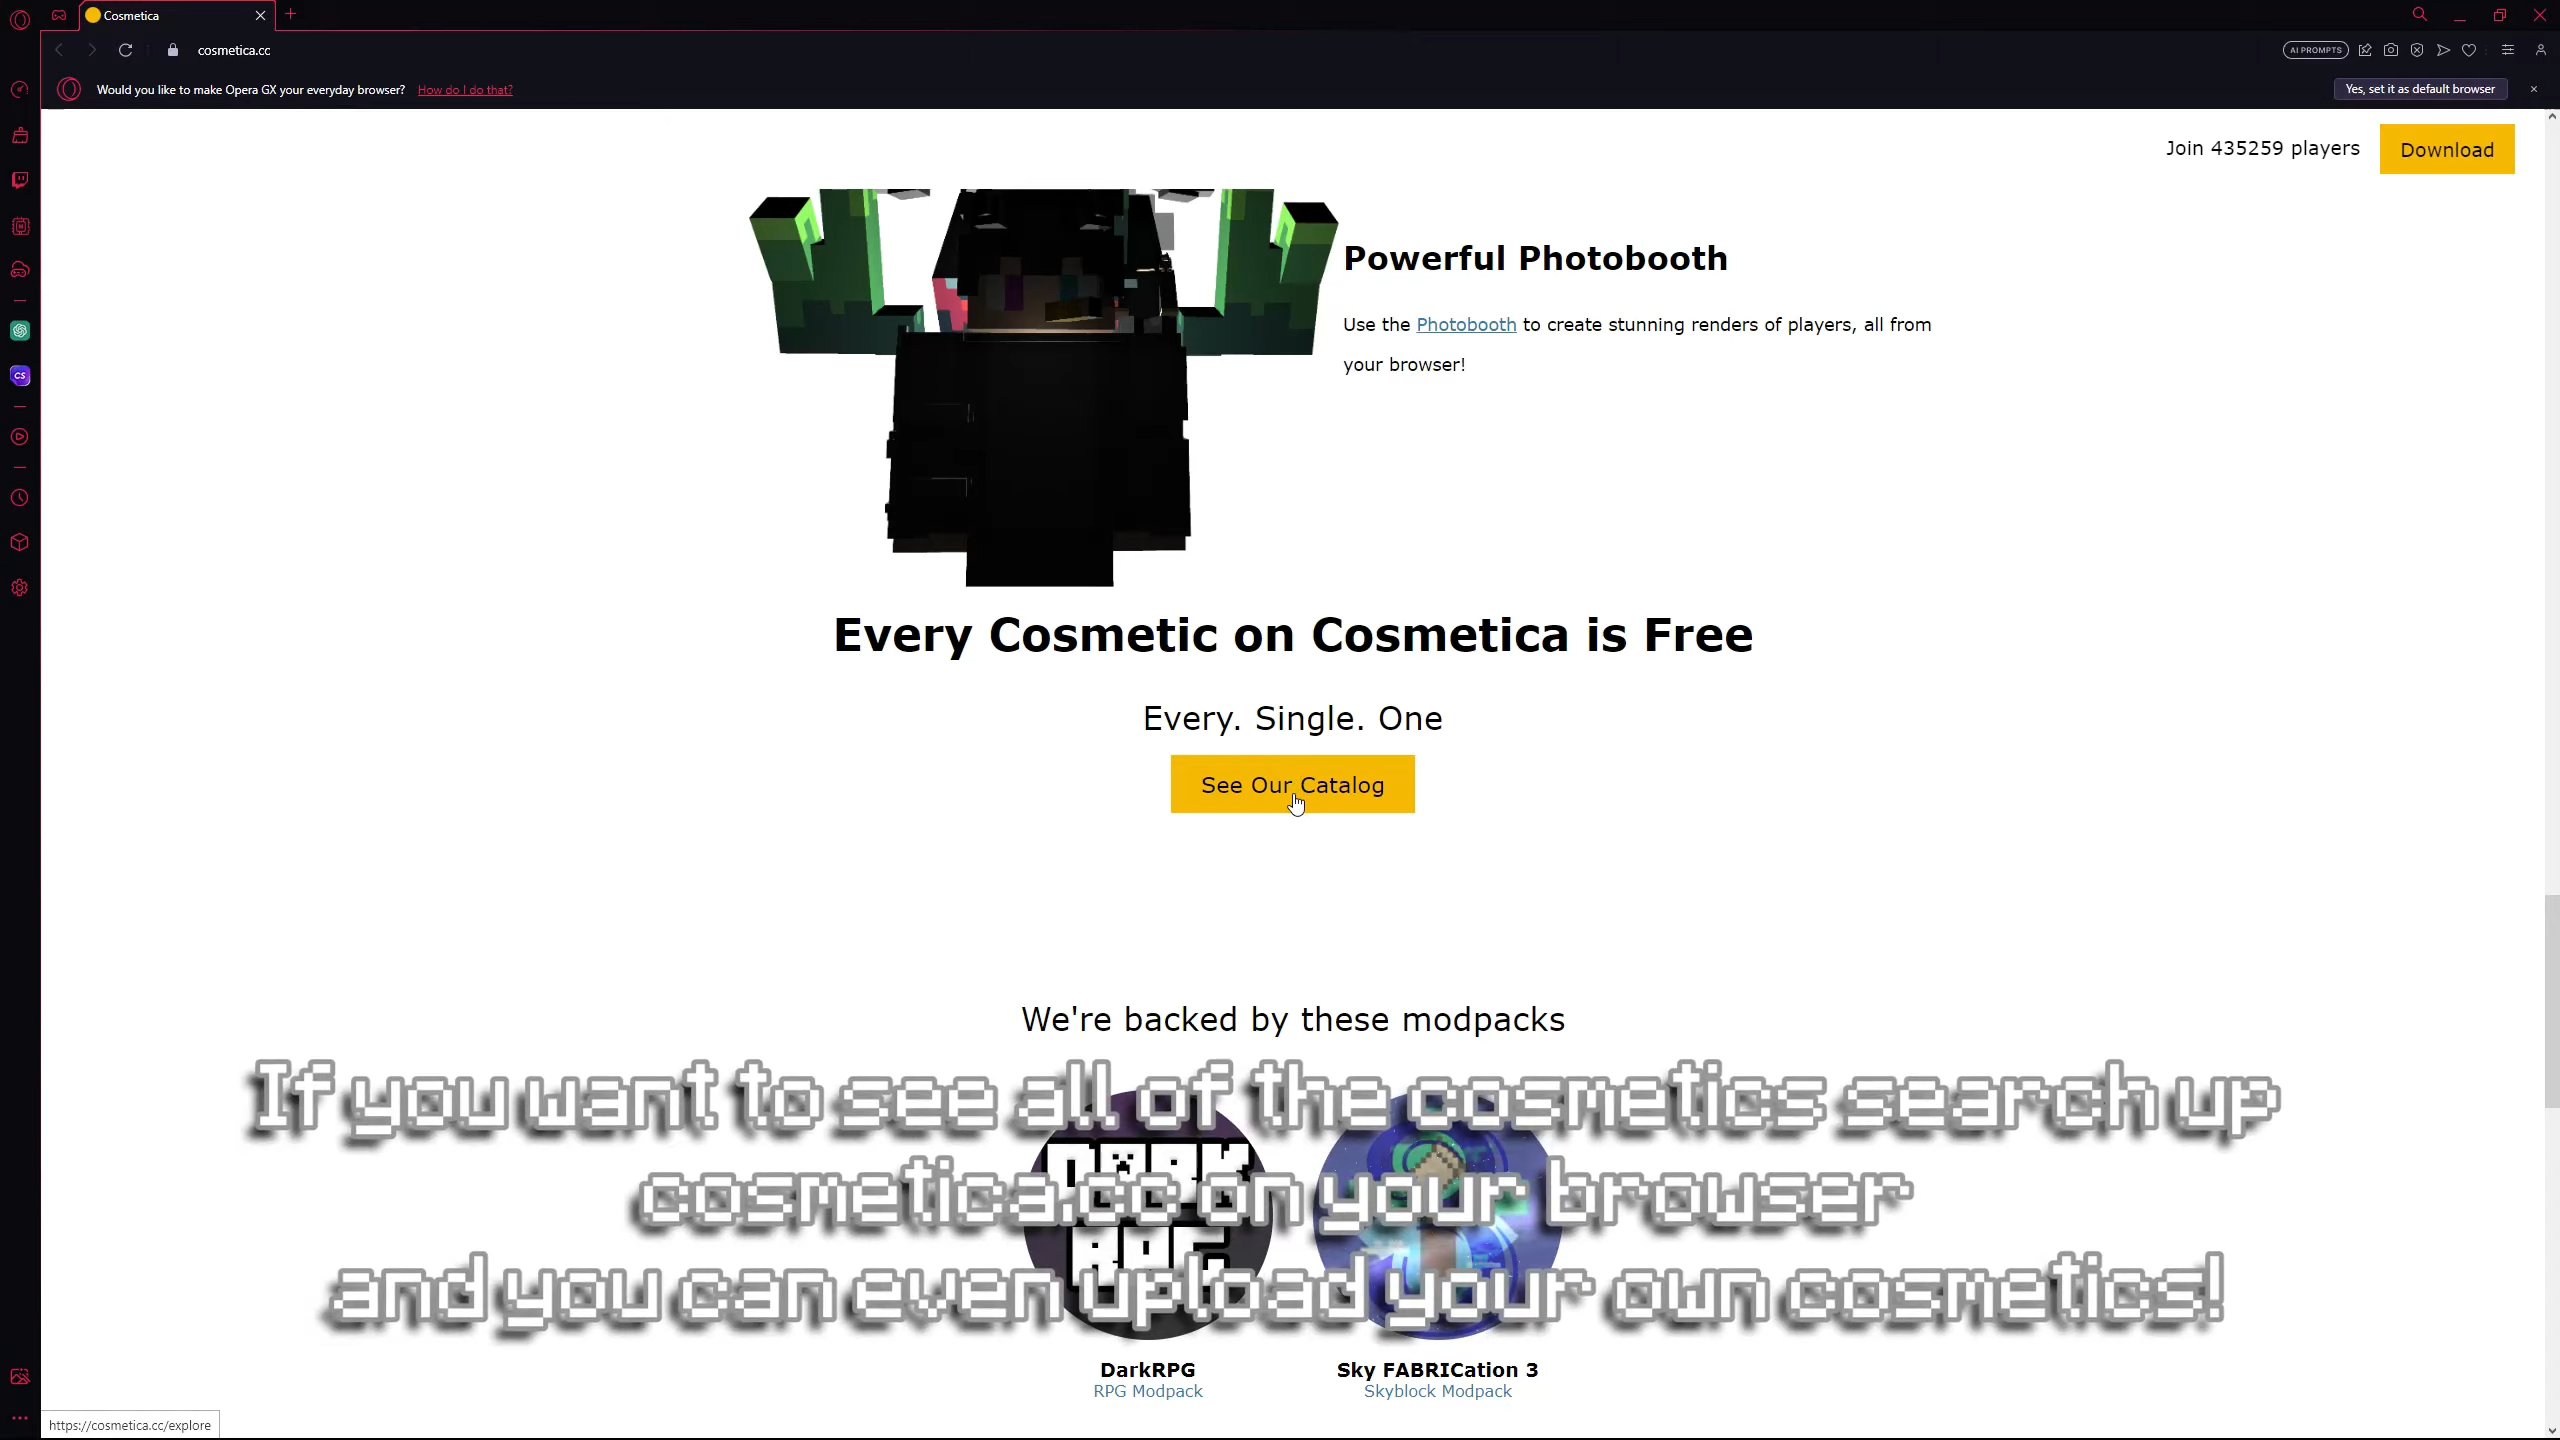 Cosmetica
cosmetica.cc
AI PROMPTS
Would you like to make Opera GX your everyday browser? How do I do that?
Yes, set it as default browser
Join 435259 players
Download
Powerful Photobooth
Use the Photobooth to create stunning renders of players, all from
your browser!
CS
Every Cosmetic on Cosmetica is Free
Every. Single. One
See Our Catalog
We're backed by these modpacks
If you want to see all of the cosmetics search up
cosmetica.cc on your browser
and you can even upload your own cosmetics!
DARK
RPG
DarkRPG
RPG Modpack
Sky FABRICation 3
Skyblock Modpack
https://cosmetica.cc/explore